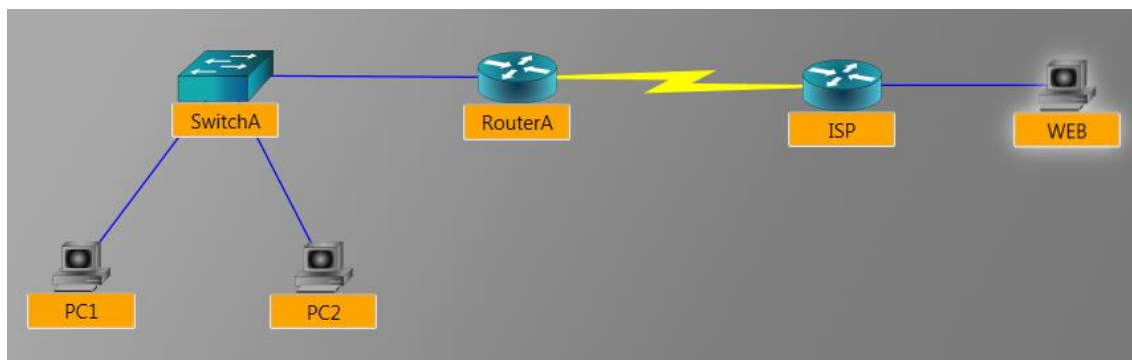 SwitchA
RouterA
ISP
WEB
PC1
PC2